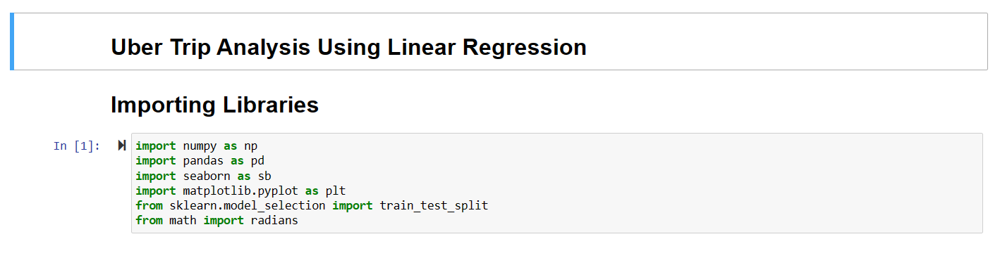 Uber Trip Analysis Using Linear Regression
Importing Libraries
In [1]:
import numpy as np
import pandas as pd
import seaborn as sb
import matplotlib.pyplot as plt
from sklearn.model_selection import train_test_split
from math import radians